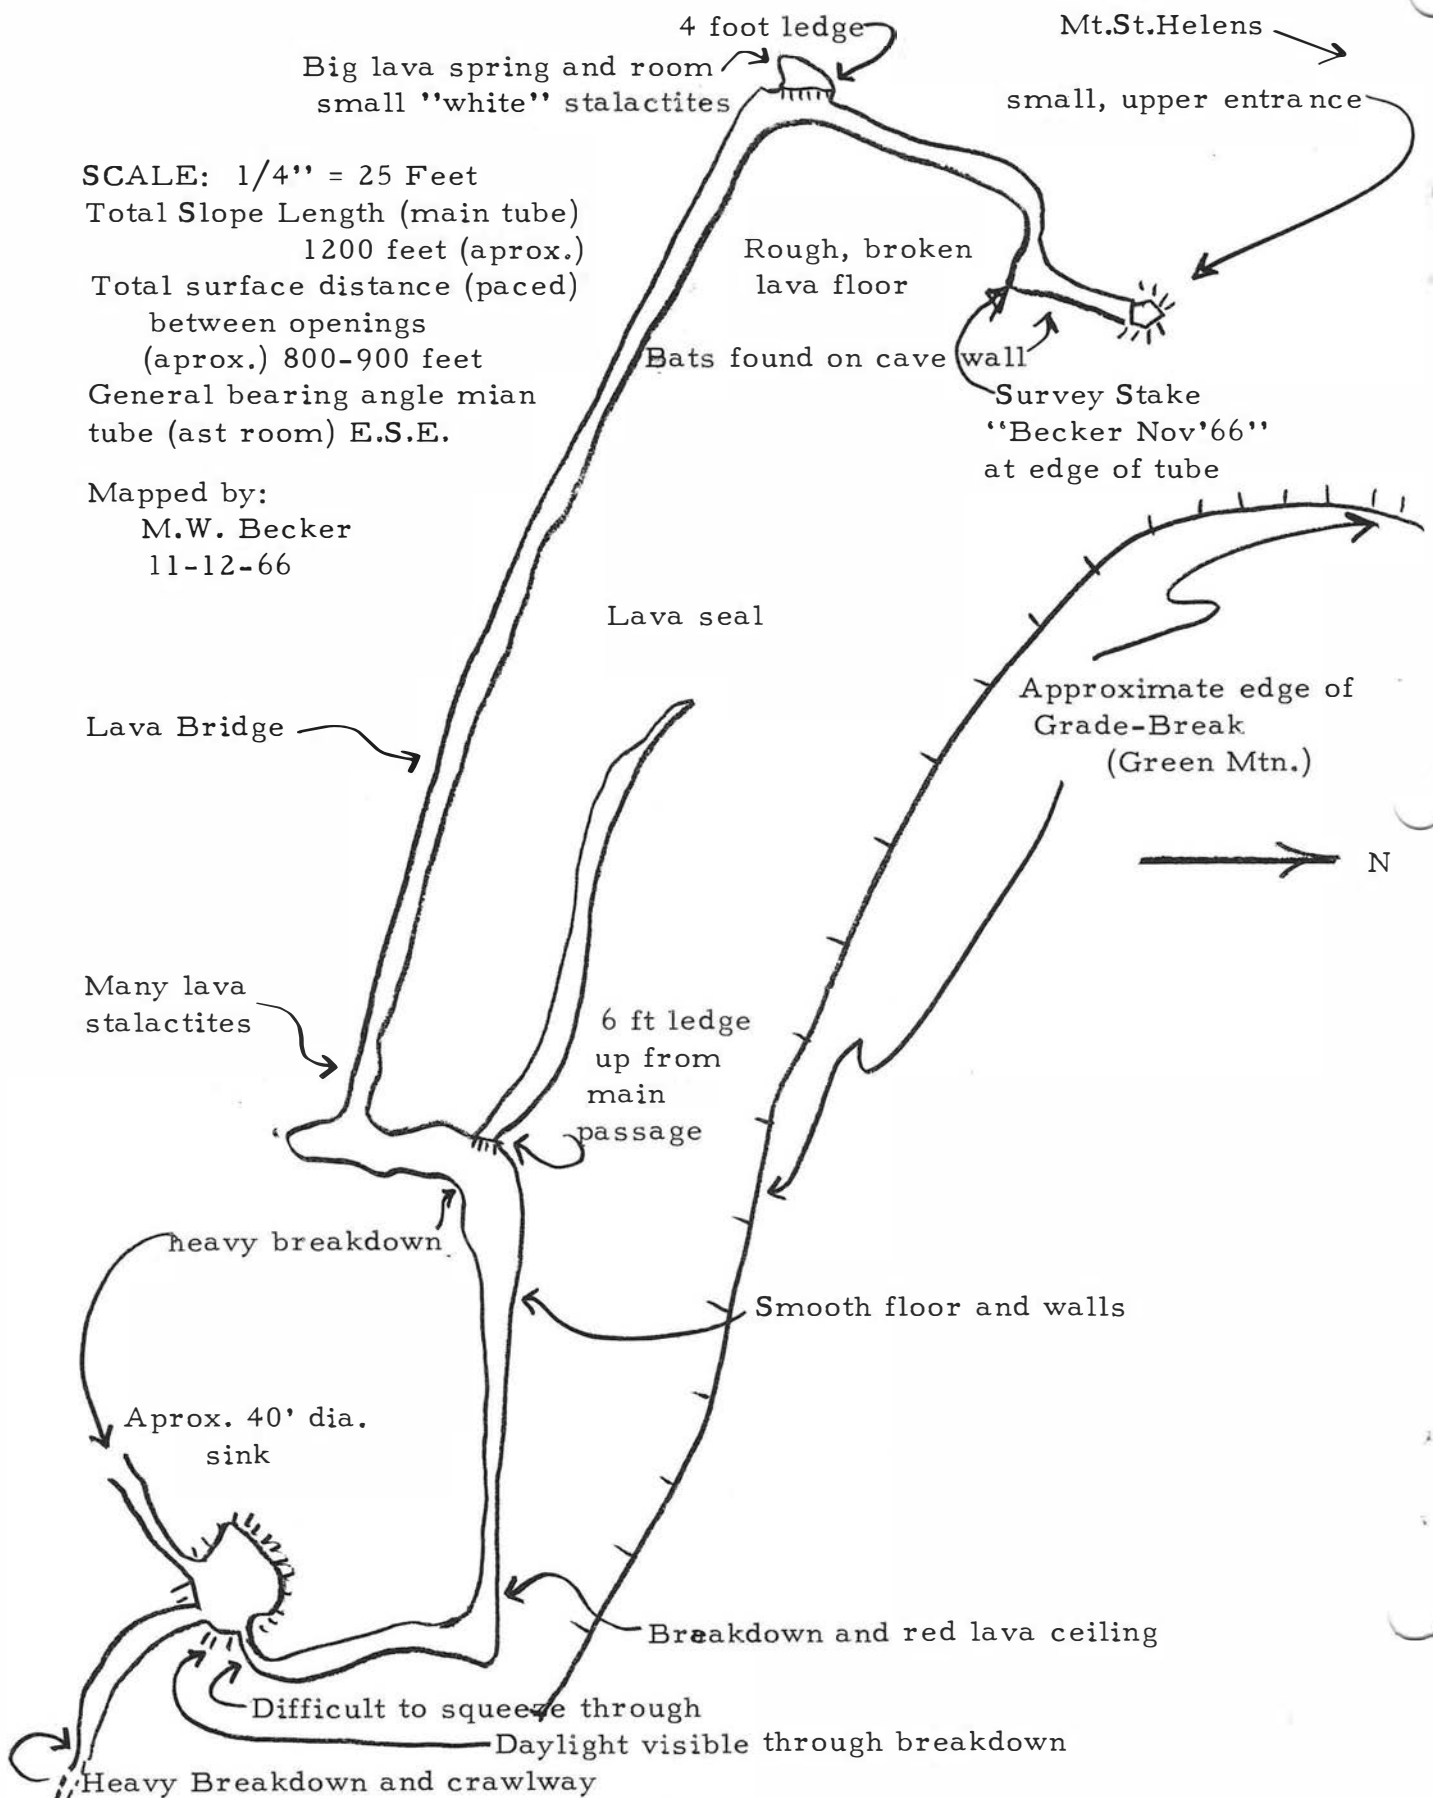 4 foot ledge
Mt.St.Helens
Big lava spring and room
small "white" stalactites
small, upper entrance
SCALE: 1/4" = 25 Feet
Total Slope Length (main tube)
1200 feet (aprox.)
Total surface distance (paced)
between openings
(aprox.) 800-900 feet
General bearing angle mian
tube (ast room) E.S.E.
Mapped by:
M.W. Becker
11-12-66
Rough, broken
lava floor
Bats found on cave wall
Survey Stake
"Becker Nov'66"
at edge of tube
Lava seal
Approximate edge of
Grade-Break
(Green Mtn.)
Lava Bridge
N
Many lava
stalactites
6 ft ledge
up from
main
passage
heavy breakdown
Smooth floor and walls
Aprox. 40' dia.
sink
Breakdown and red lava ceiling
Difficult to squeeze through
Daylight visible through breakdown
Heavy Breakdown and crawlway